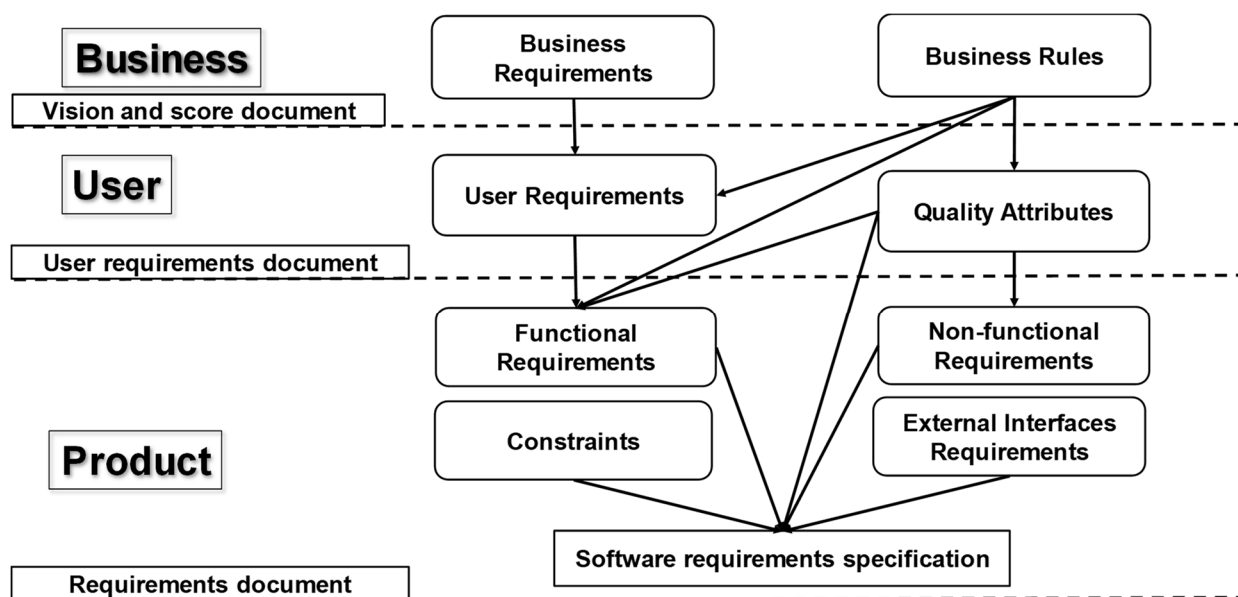 Business
Vision and score document
Business
Requirements
Business Rules
User
User Requirements
Quality Attributes
User requirements document
Functional
Requirements
Non-functional
Requirements
Constraints
External Interfaces
Requirements
Product
Software requirements specification
Requirements document